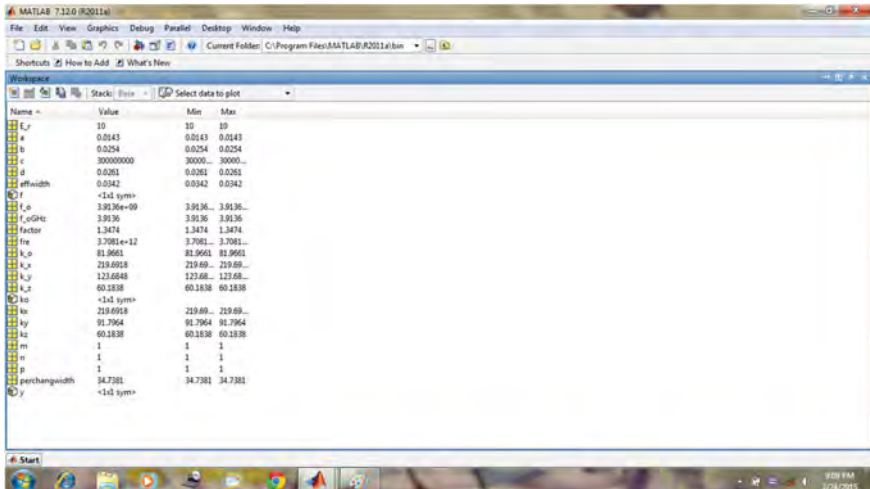 MATLAB 7.12.0 (R2011a)
File Edit View Graphics Debug Parallel Desktop Window Help
Current Folder: C:\Program Files\MATLAB\R2011a\bin
Shortcuts How to Add What's New
Workspace
Stack: Base Select data to plot
Name Value Min Max
E_r 10 10 10
a 0.0143 0.0143 0.0143
b 0.0254 0.0254 0.0254
c 300000000 30000... 30000...
d 0.0261 0.0261 0.0261
effwidth 0.0342 0.0342 0.0342
f <1x1 sym>
f_o 3.9136e+09 3.9136... 3.9136...
f_oGHz 3.9136 3.9136 3.9136
factor 1.3474 1.3474 1.3474
fre 3.7081e+12 3.7081... 3.7081...
k_o 81.9661 81.9661 81.9661
k_x 219.6918 219.69... 219.69...
k_y 123.6848 123.68... 123.68...
k_z 60.1838 60.1838 60.1838
ko <1x1 sym>
kx 219.6918 219.69... 219.69...
ky 91.7964 91.7964 91.7964
kz 60.1838 60.1838 60.1838
m 1 1 1
n 1 1 1
p 1 1 1
perchangwidth 34.7381 34.7381 34.7381
y <1x1 sym>
Start
9:09 PM
2/24/2015